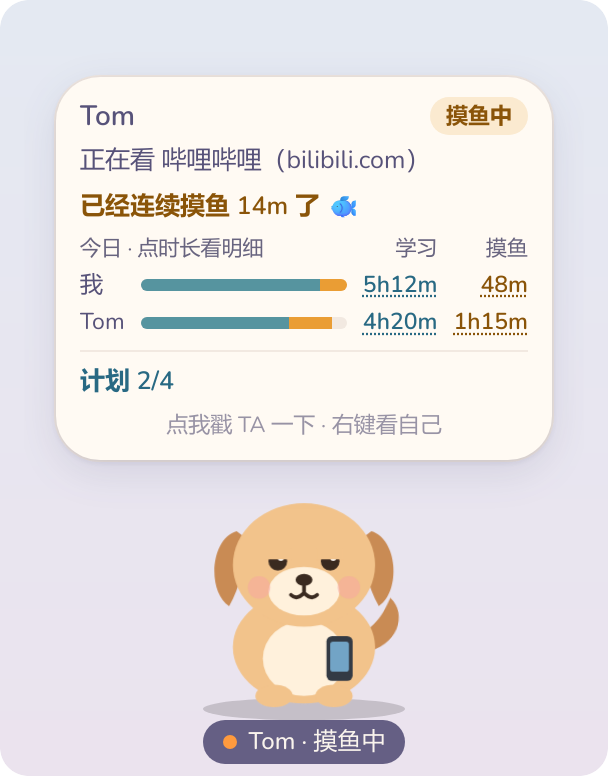 Tom 摸鱼中
正在看 哔哩哔哩（bilibili.com）
已经连续摸鱼 14m 了
今日 · 点时长看明细 学习 摸鱼
我 5h12m 48m
Tom 4h20m 1h15m
计划 2/4
点我戳 TA 一下 · 右键看自己
Tom · 摸鱼中